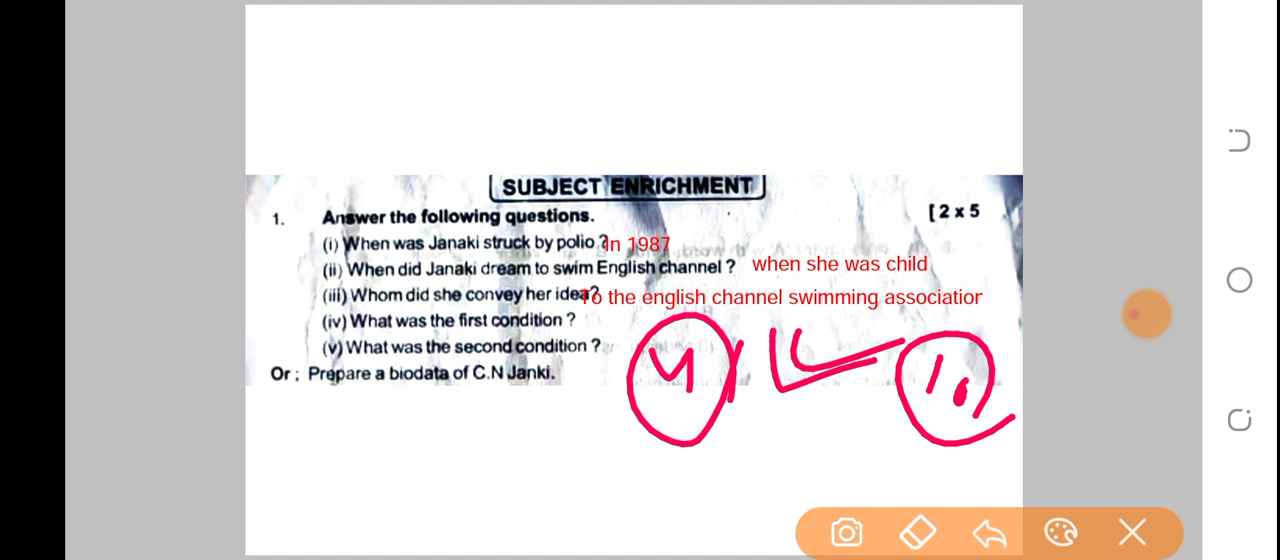 SUBJECT ENRICHMENT
1. Answer the following questions. [2 x 5
(i) When was Janaki struck by polio ? In 1987
(ii) When did Janaki dream to swim English channel ? when she was child
(iii) Whom did she convey her idea? To the english channel swimming association
(iv) What was the first condition ?
(v) What was the second condition ?
Or ; Prepare a biodata of C.N Janki.